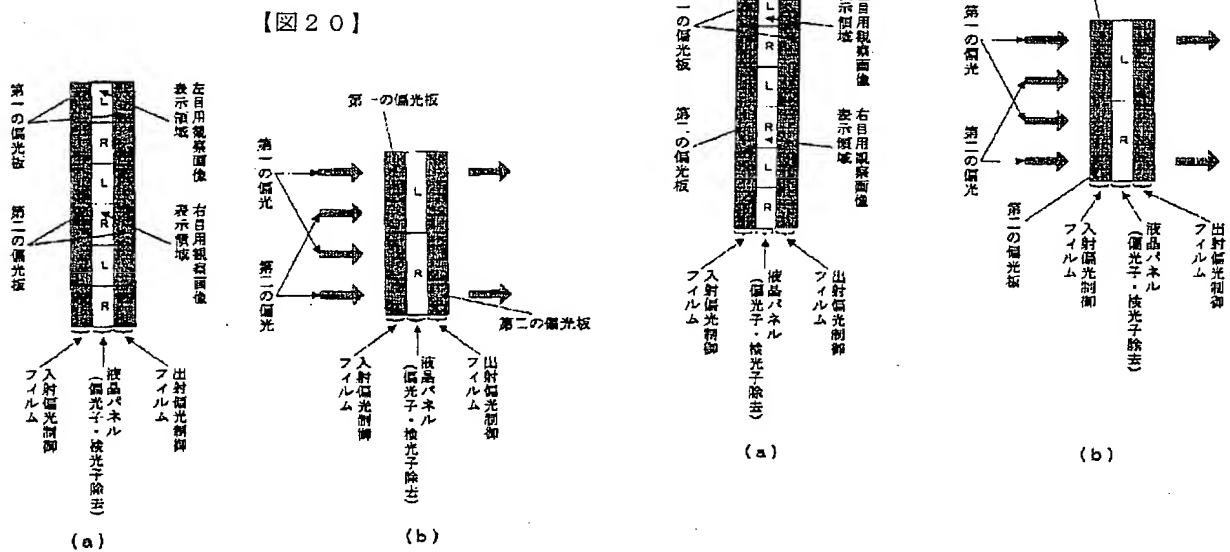 【図２０】
第一の偏光板
第二の偏光板
左目用観察画像
表示領域
右目用観察画像
表示領域
L
R
L
R
L
R
入射偏光制御
フィルム
液晶パネル
(偏光子・検光子除去)
出射偏光制御
フィルム
(a)
第一の偏光板
第一の偏光
第二の偏光
L
R
第二の偏光板
入射偏光制御
フィルム
液晶パネル
(偏光子・検光子除去)
出射偏光制御
フィルム
(b)
一の偏光板
第二の偏光板
目用観察画像
表示領域
右目用観察画像
表示領域
L
R
L
R
L
R
入射偏光制御
フィルム
液晶パネル
(偏光子・検光子除去)
出射偏光制御
フィルム
(a)
第一の偏光
第二の偏光
L
R
第二の偏光板
入射偏光制御
フィルム
液晶パネル
(偏光子・検光子除去)
出射偏光制御
フィルム
(b)